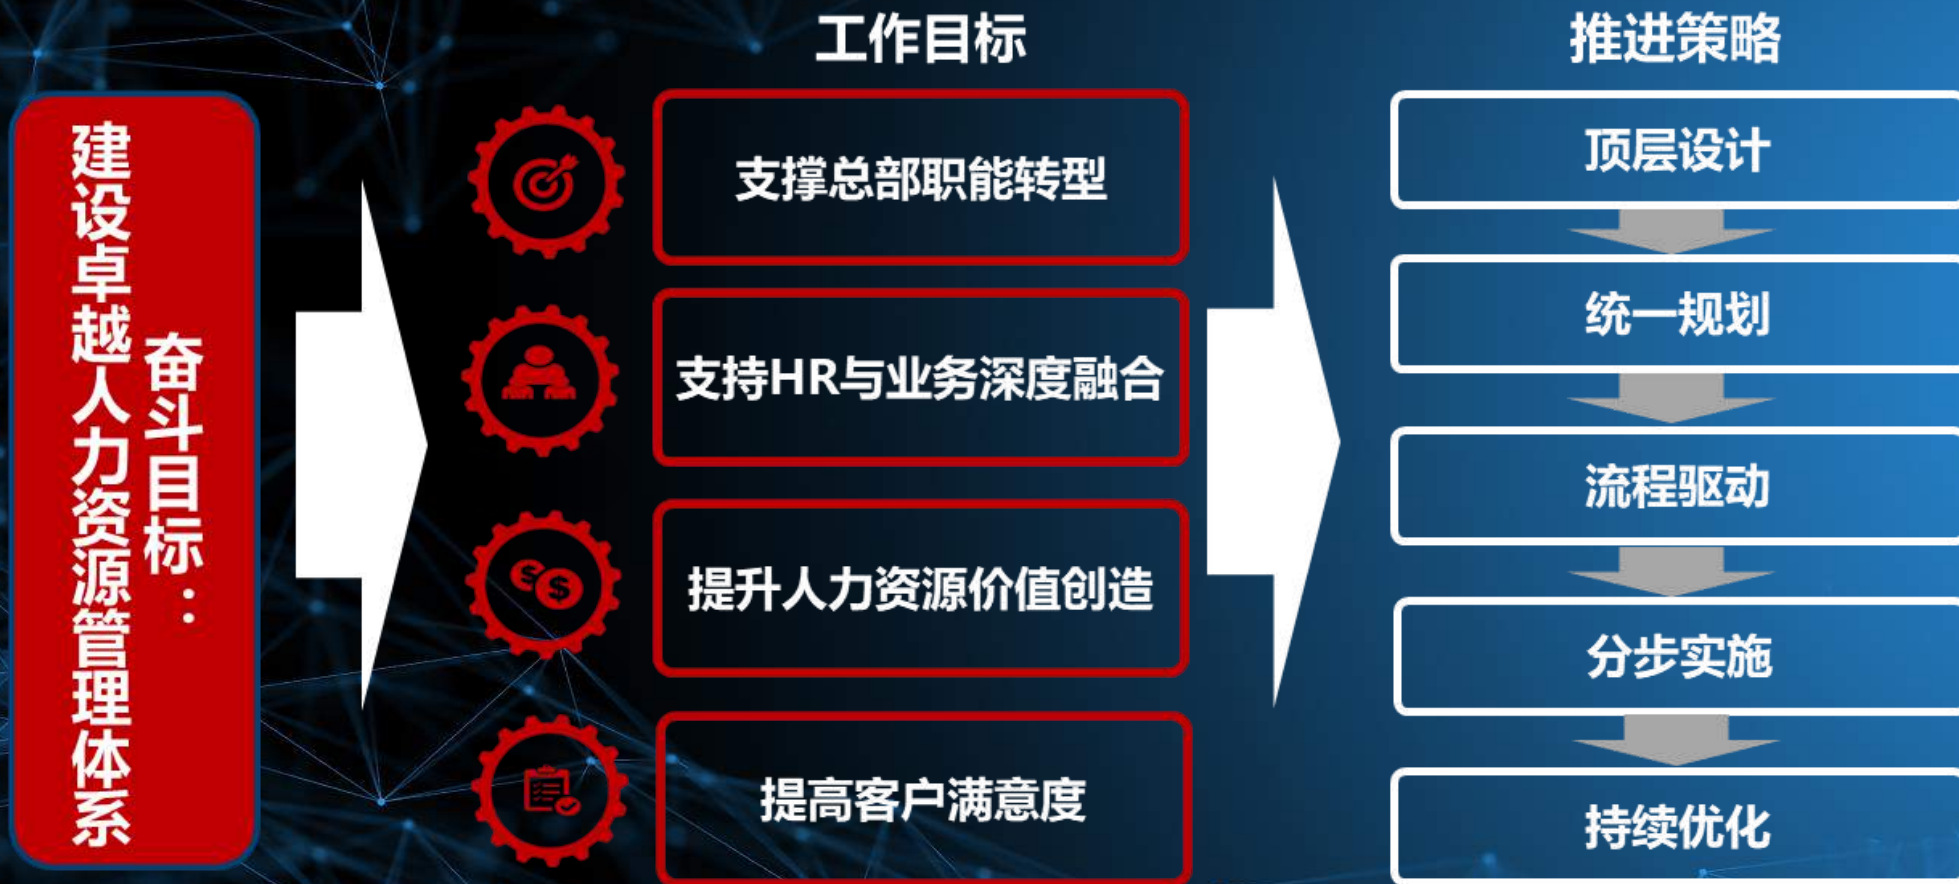 奋斗目标：
建设卓越人力资源管理体系
工作目标
支撑总部职能转型
支持HR与业务深度融合
提升人力资源价值创造
提高客户满意度
推进策略
顶层设计
统一规划
流程驱动
分步实施
持续优化